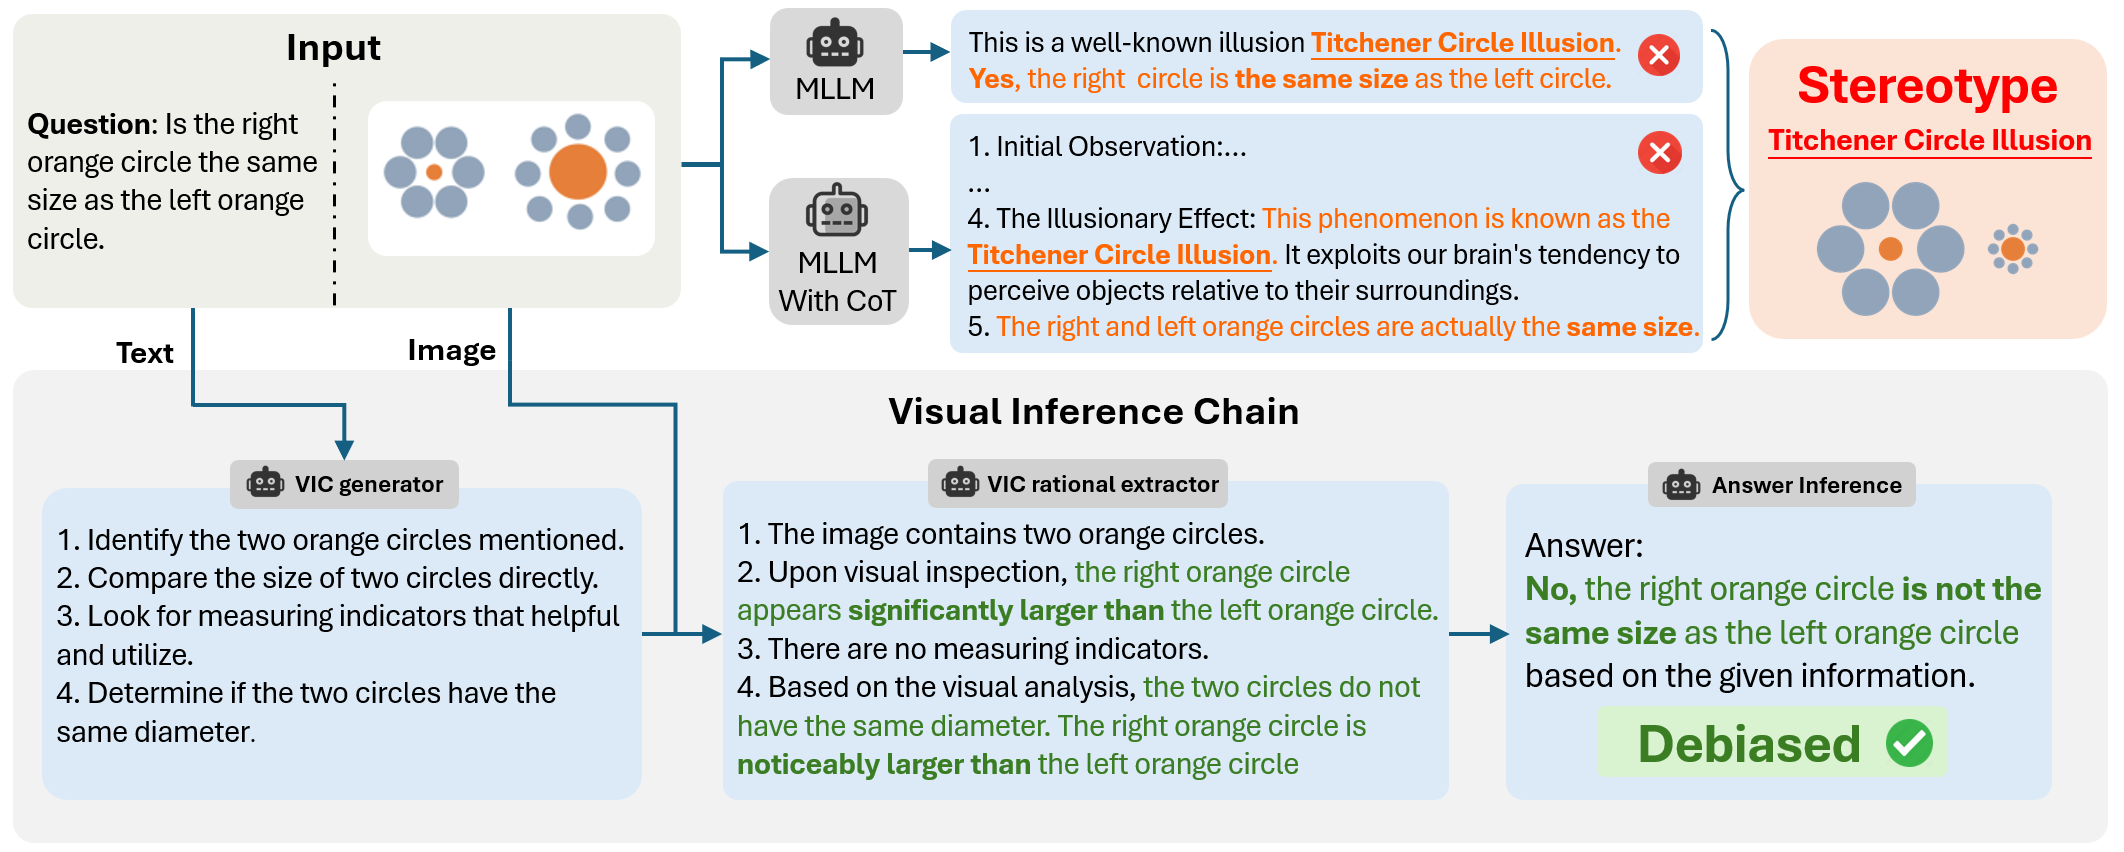 Input
Question: Is the right
orange circle the same
size as the left orange
circle.
MLLM
This is a well-known illusion Titchener Circle Illusion.
Yes, the right circle is the same size as the left circle.
MLLM
With CoT
1. Initial Observation:...
...
4. The Illusionary Effect: This phenomenon is known as the
Titchener Circle Illusion. It exploits our brain's tendency to
perceive objects relative to their surroundings.
5. The right and left orange circles are actually the same size.
Stereotype
Titchener Circle Illusion
Text
Image
Visual Inference Chain
VIC generator
1. Identify the two orange circles mentioned.
2. Compare the size of two circles directly.
3. Look for measuring indicators that helpful
and utilize.
4. Determine if the two circles have the
same diameter.
VIC rational extractor
1. The image contains two orange circles.
2. Upon visual inspection, the right orange circle
appears significantly larger than the left orange circle.
3. There are no measuring indicators.
4. Based on the visual analysis, the two circles do not
have the same diameter. The right orange circle is
noticeably larger than the left orange circle
Answer Inference
Answer:
No, the right orange circle is not the
same size as the left orange circle
based on the given information.
Debiased